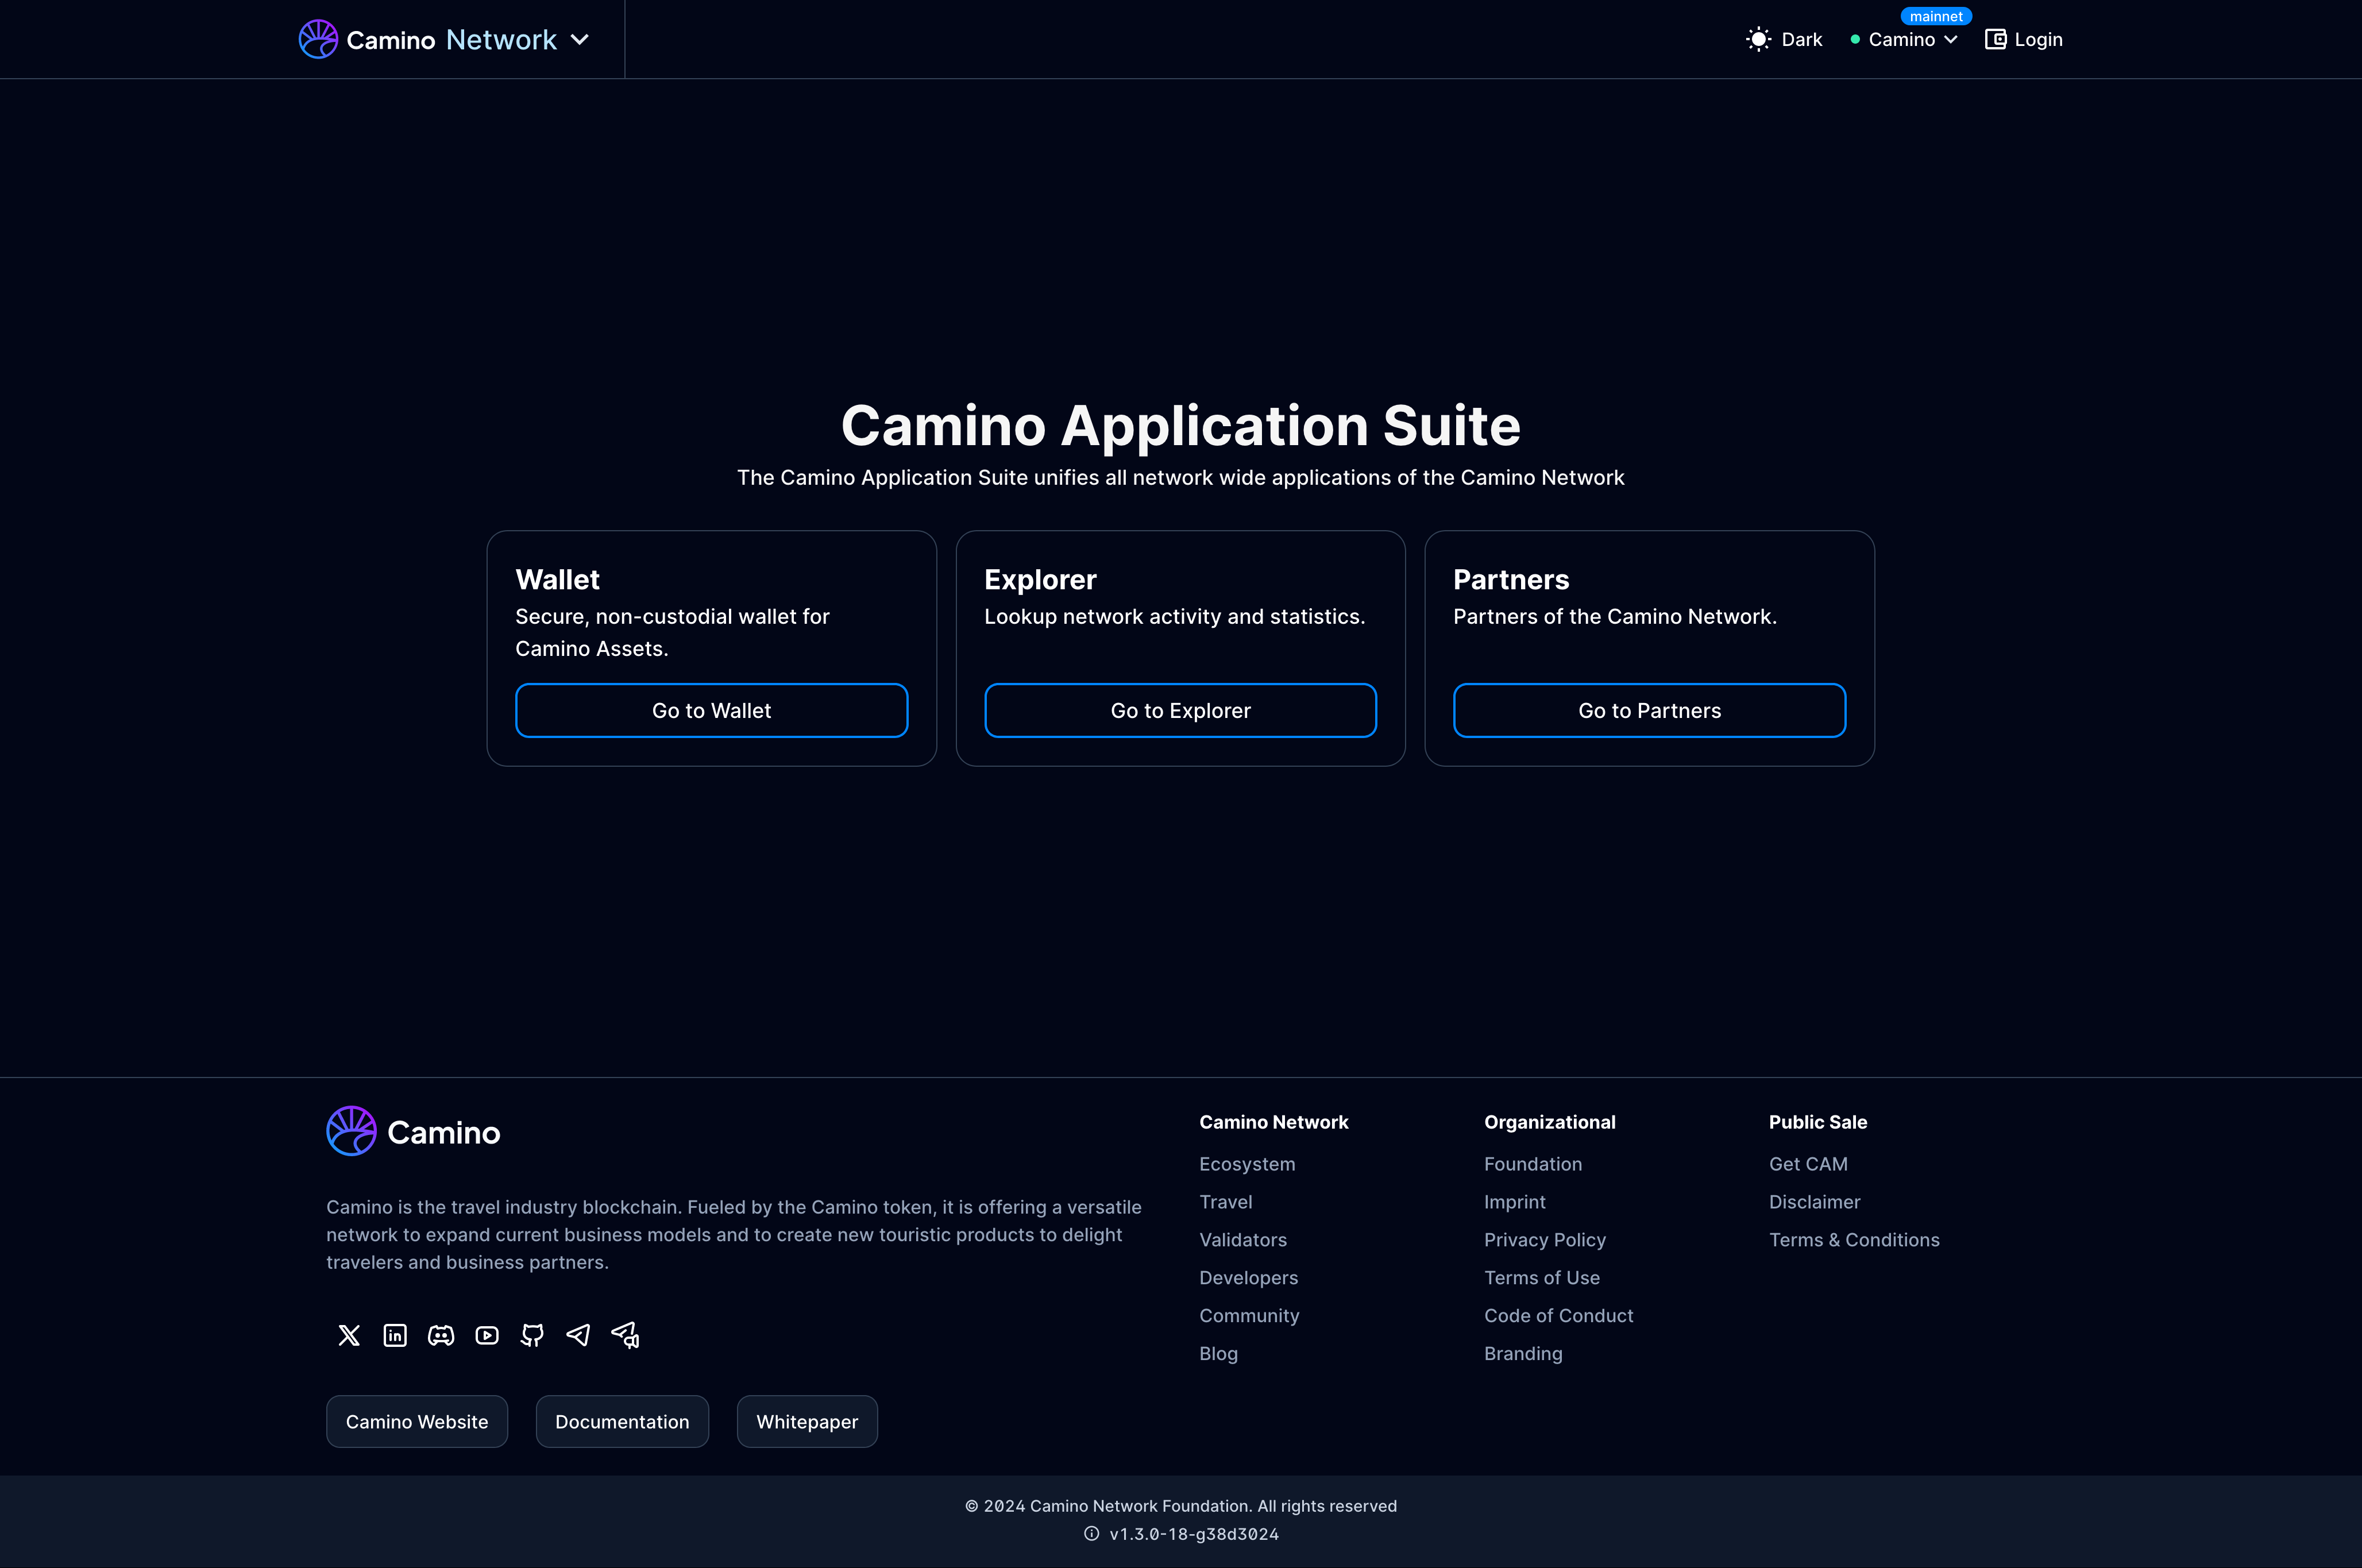 Camino Network
Dark
mainnet
Camino
Login
Camino Application Suite
The Camino Application Suite unifies all network wide applications of the Camino Network
Wallet
Secure, non-custodial wallet for
Camino Assets.
Go to Wallet
Explorer
Lookup network activity and statistics.
Go to Explorer
Partners
Partners of the Camino Network.
Go to Partners
Camino
Camino is the travel industry blockchain. Fueled by the Camino token, it is offering a versatile
network to expand current business models and to create new touristic products to delight
travelers and business partners.
Camino Website
Documentation
Whitepaper
Camino Network
Ecosystem
Travel
Validators
Developers
Community
Blog
Organizational
Foundation
Imprint
Privacy Policy
Terms of Use
Code of Conduct
Branding
Public Sale
Get CAM
Disclaimer
Terms & Conditions
© 2024 Camino Network Foundation. All rights reserved
v1.3.0-18-g38d3024